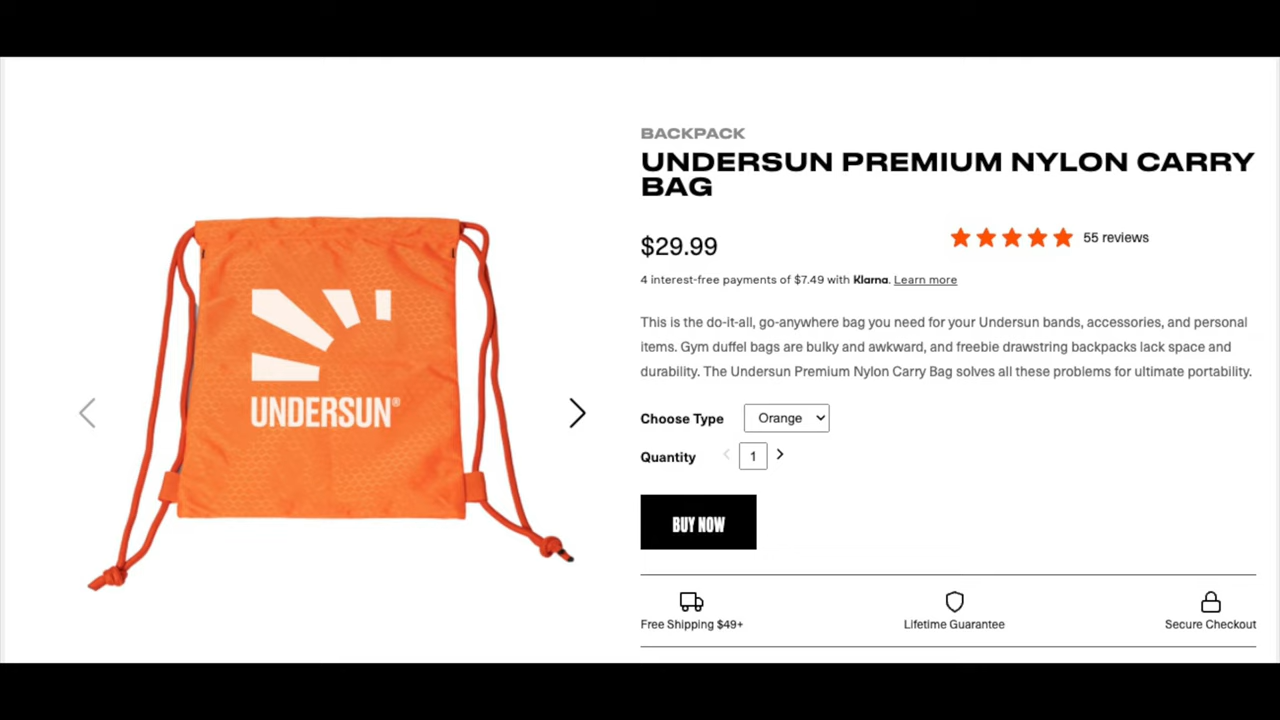 UNDERSUN®
BACKPACK
UNDERSUN PREMIUM NYLON CARRY
BAG
$29.99
55 reviews
4 interest-free payments of $7.49 with Klarna. Learn more
This is the do-it-all, go-anywhere bag you need for your Undersun bands, accessories, and personal
items. Gym duffel bags are bulky and awkward, and freebie drawstring backpacks lack space and
durability. The Undersun Premium Nylon Carry Bag solves all these problems for ultimate portability.
Choose Type Orange
Quantity 1
BUY NOW
Free Shipping $49+ Lifetime Guarantee Secure Checkout